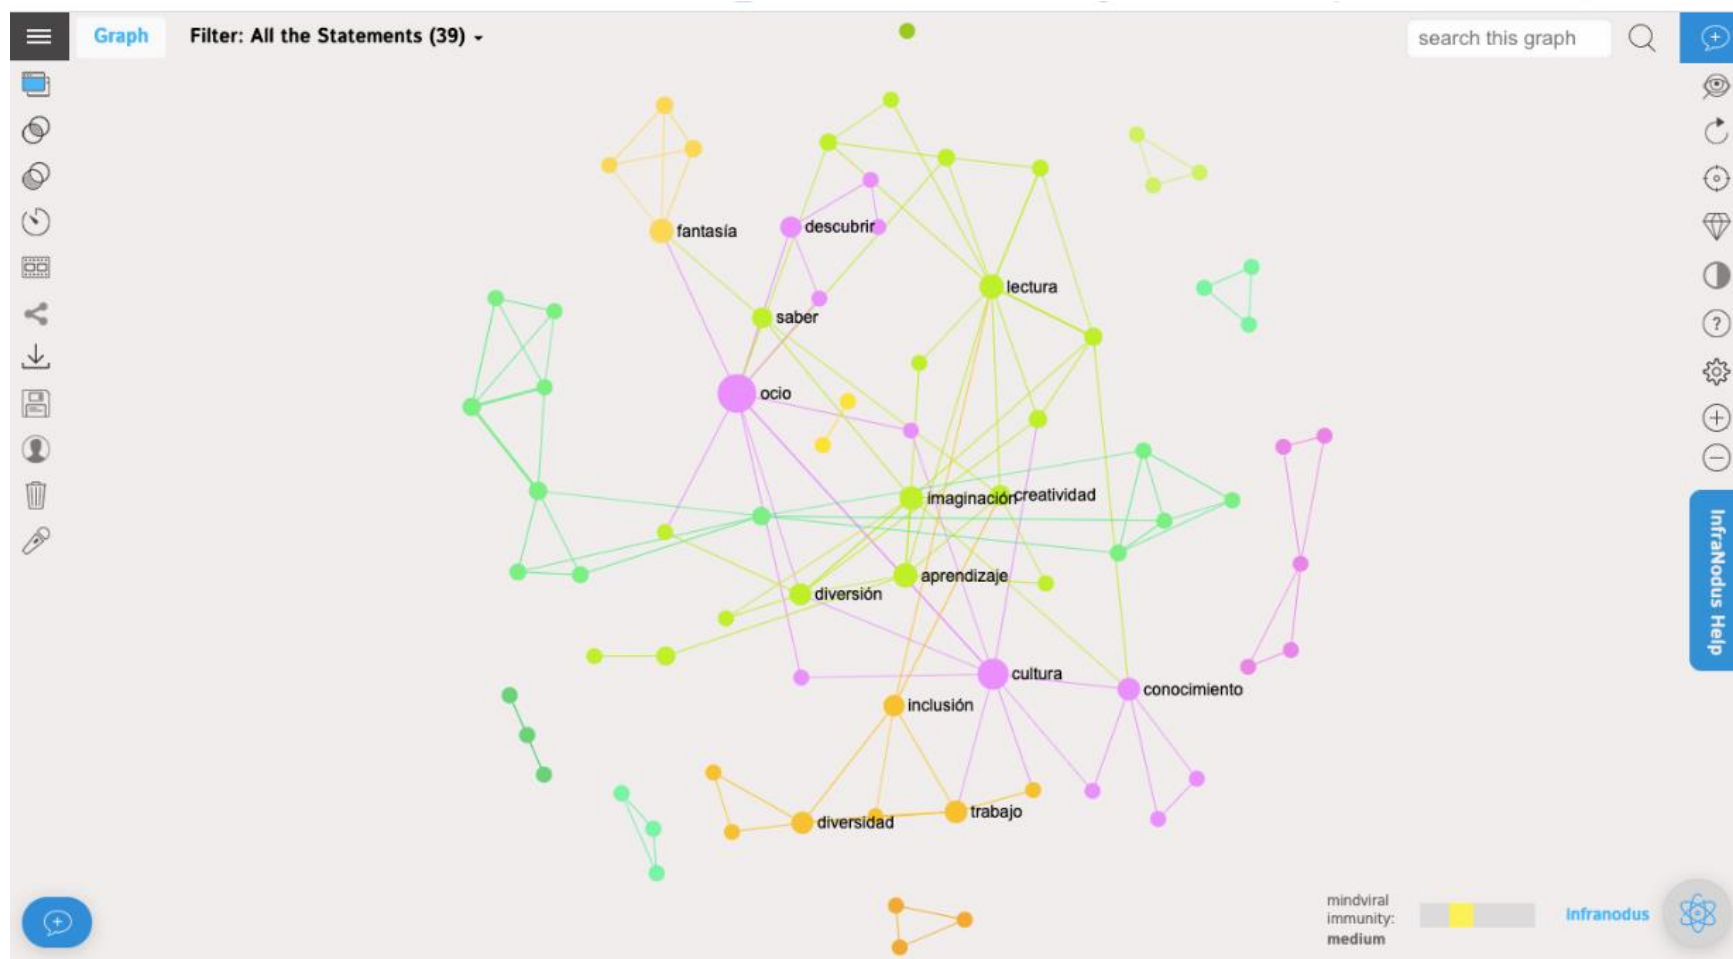 Graph
Filter: All the Statements (39)
search this graph
fantasía
descubrir
lectura
saber
ocio
imaginación
creatividad
aprendizaje
diversión
InfraNodus Help
cultura
conocimiento
inclusión
diversidad
trabajo
mindviral
immunity:
medium
infranodus